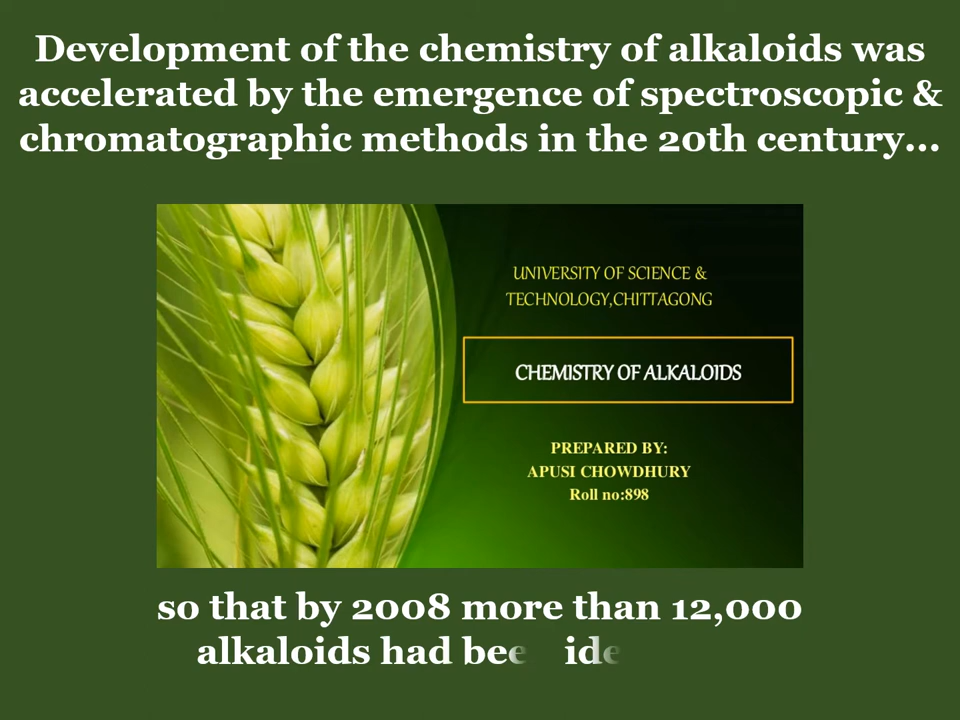 Development of the chemistry of alkaloids was
accelerated by the emergence of spectroscopic &
chromatographic methods in the 20th century...
UNIVERSITY OF SCIENCE &
TECHNOLOGY,CHITTAGONG
CHEMISTRY OF ALKALOIDS
PREPARED BY:
APUSI CHOWDHURY
Roll no:898
so that by 2008 more than 12,000
alkaloids had bee ide